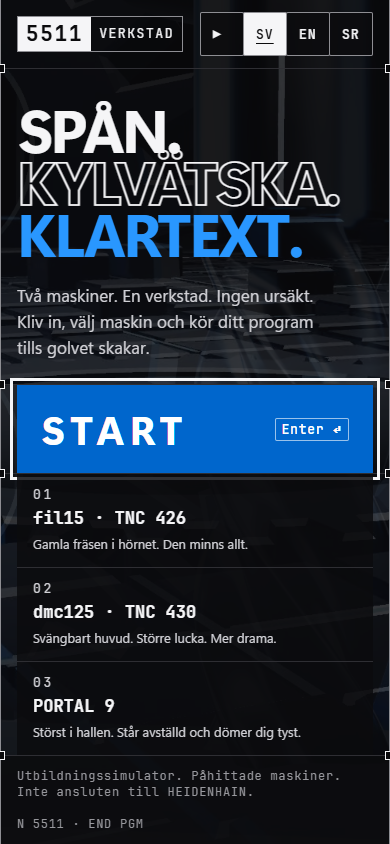 5511 VERKSTAD ▶ SV EN SR
SPÅN.
KYLVÄTSKA.
KLARTEXT.
Två maskiner. En verkstad. Ingen ursäkt.
Kliv in, välj maskin och kör ditt program
tills golvet skakar.
START Enter ⏎
01
fil15 · TNC 426
Gamla fräsen i hörnet. Den minns allt.
02
dmc125 · TNC 430
Svängbart huvud. Större lucka. Mer drama.
03
PORTAL 9
Störst i hallen. Står avställd och dömer dig tyst.
Utbildningssimulator. Påhittade maskiner.
Inte ansluten till HEIDENHAIN.
N 5511 · END PGM